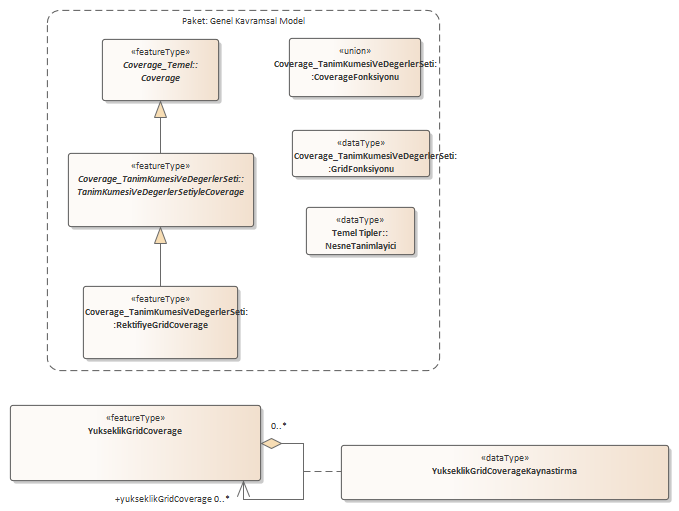 Paket: Genel Kavramsal Model
«featureType»
Coverage_Temel::
Coverage
«union»
Coverage_TanimKumesiVeDegerlerSeti:
:CoverageFonksiyonu
«dataType»
Coverage_TanimKumesiVeDegerlerSeti:
:GridFonksiyonu
«featureType»
Coverage_TanimKumesiVeDegerlerSeti::
TanimKumesiVeDegerlerSetiyleCoverage
«dataType»
Temel Tipler::
NesneTanimlayici
«featureType»
Coverage_TanimKumesiVeDegerlerSeti:
:RektifiyeGridCoverage
«featureType»
YukseklikGridCoverage
0..*
«dataType»
YukseklikGridCoverageKaynastirma
+yukseklikGridCoverage 0..*